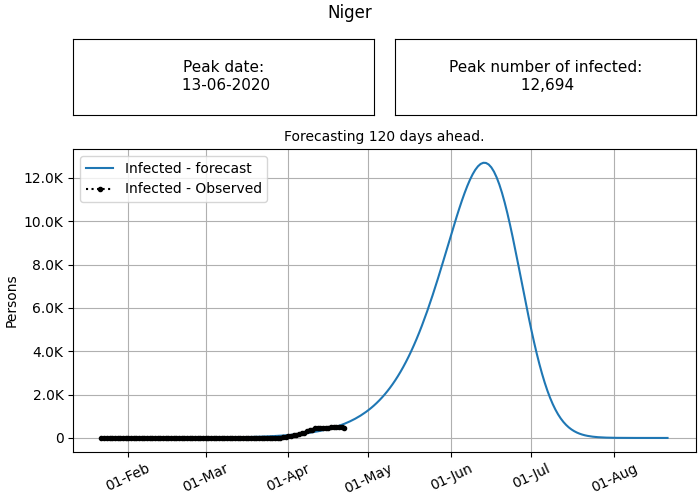 Niger
Peak date:
13-06-2020
Peak number of infected:
12,694
Forecasting 120 days ahead.
Infected - forecast
Infected - Observed
12.0K
10.0K
8.0K
6.0K
4.0K
2.0K
0
Persons
01-Feb
01-Mar
01-Apr
01-May
01-Jun
01-Jul
01-Aug